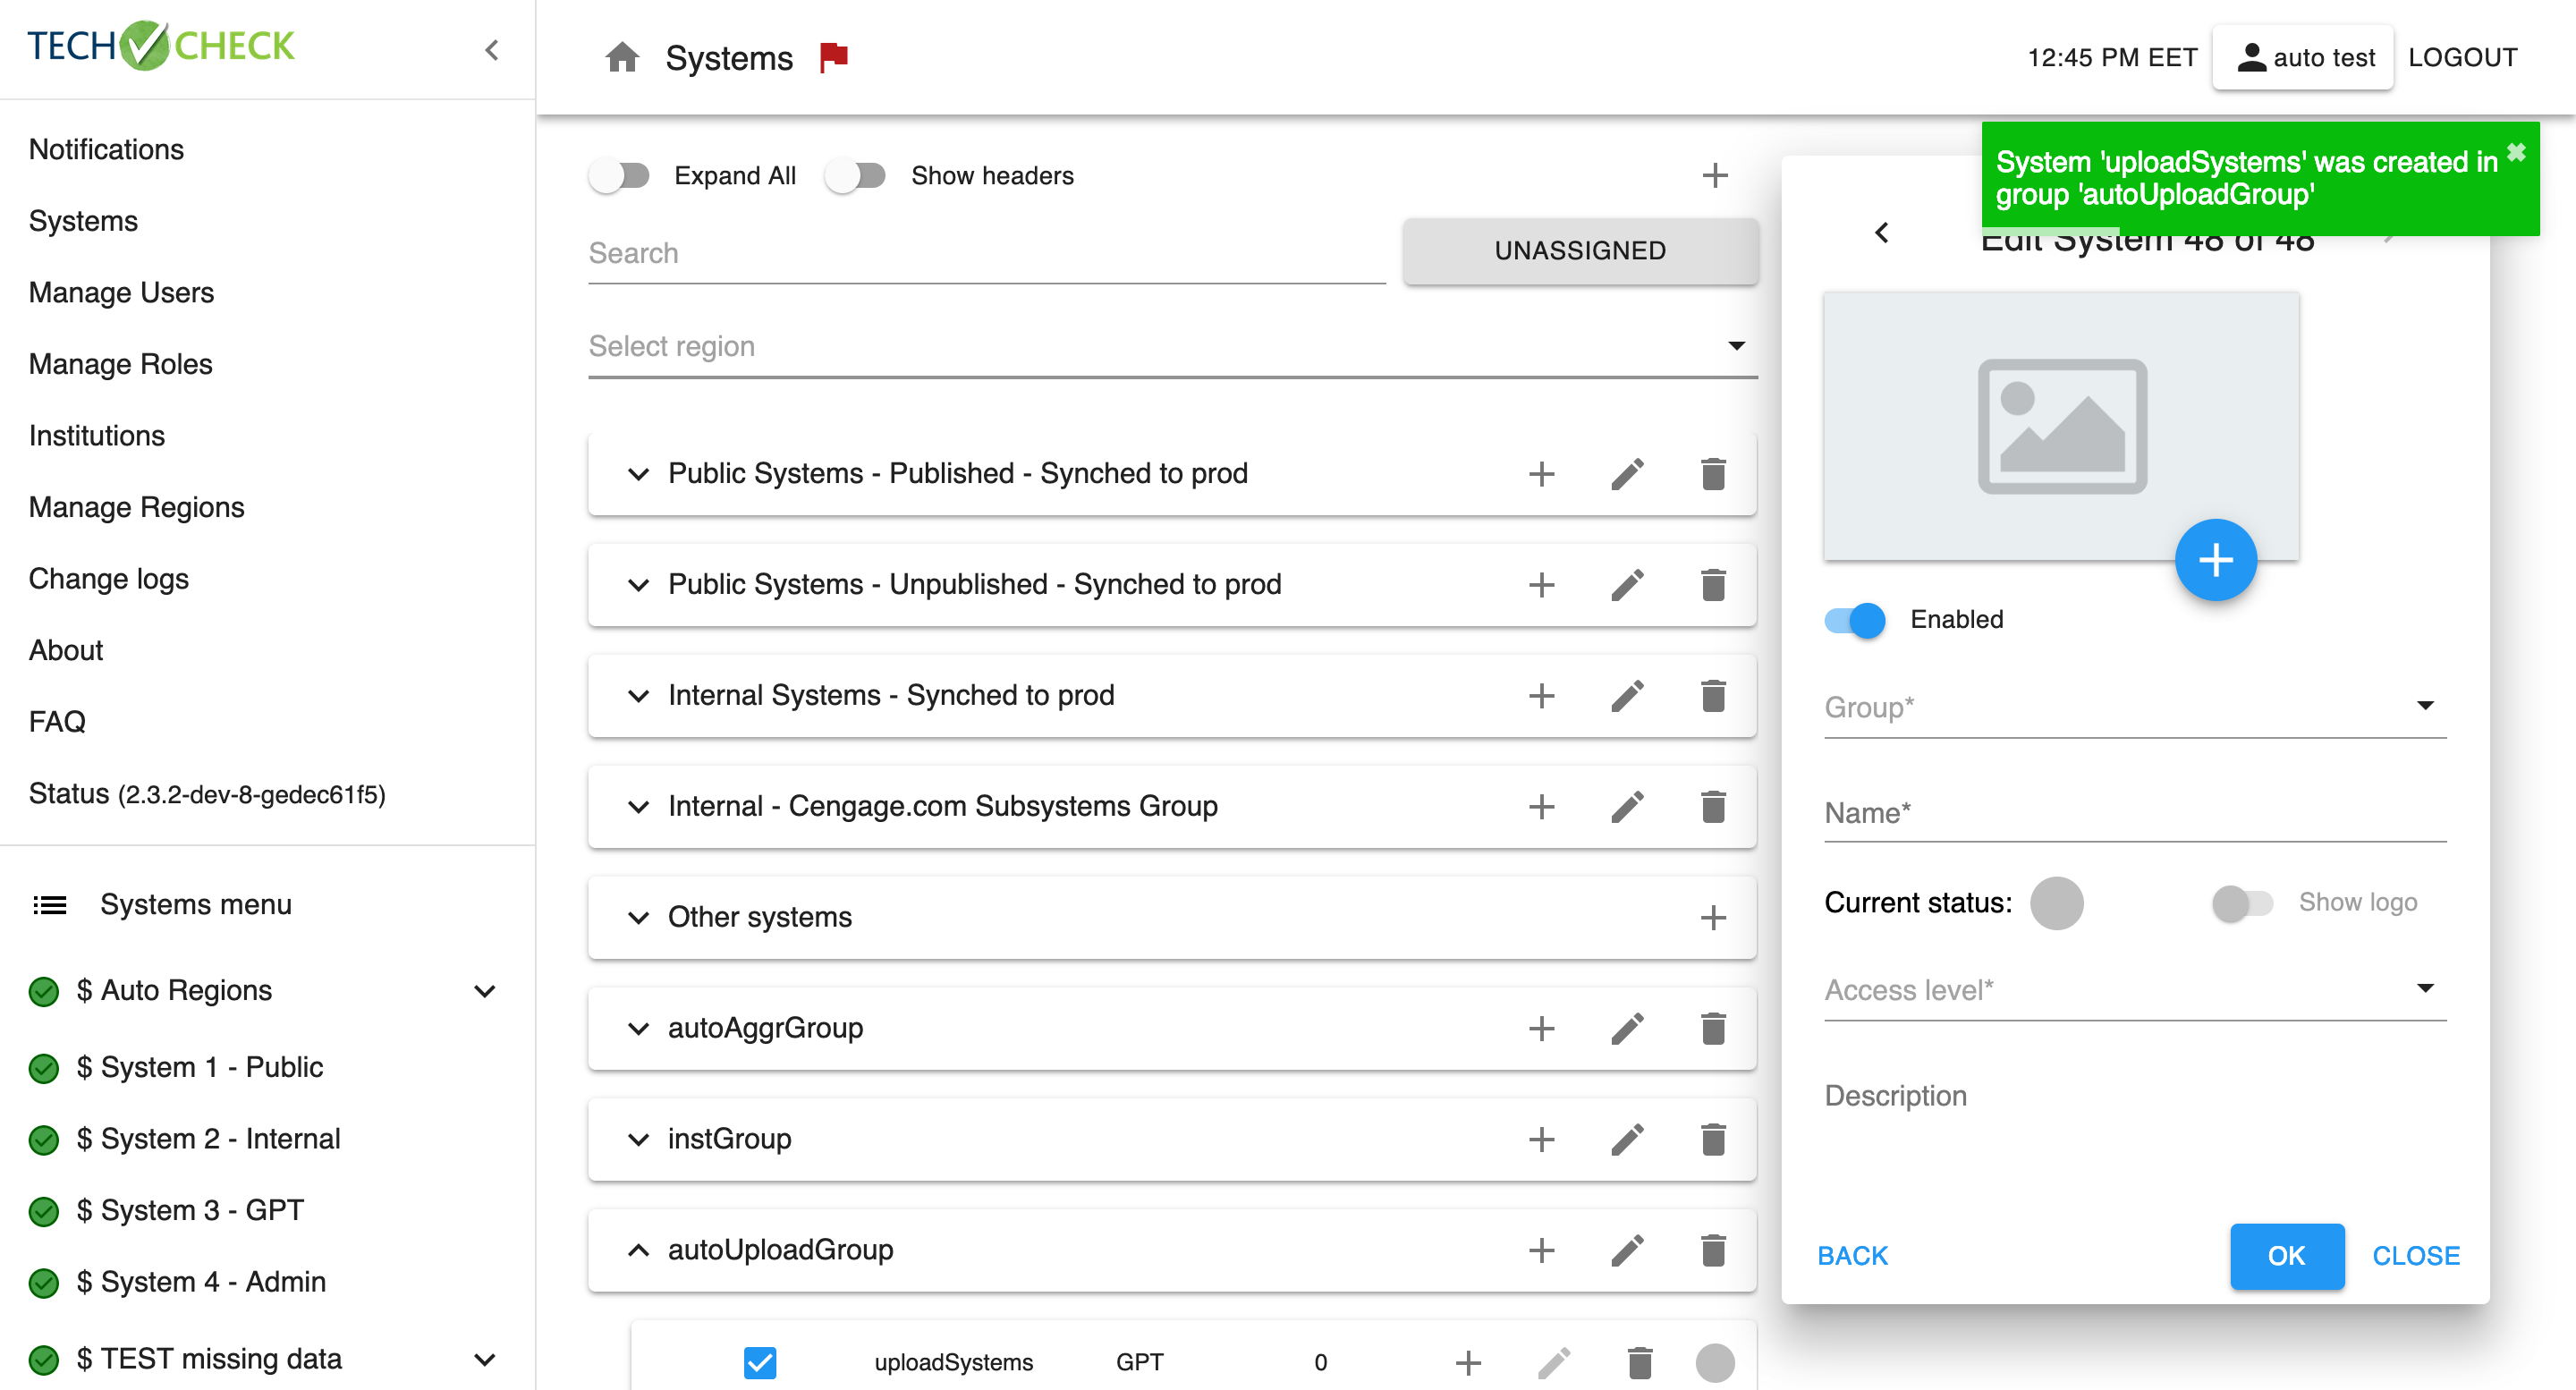 TECH CHECK
Systems
12:45 PM EET
auto test
LOGOUT
Notifications
Systems
Manage Users
Manage Roles
Institutions
Manage Regions
Change logs
About
FAQ
Status (2.3.2-dev-8-gedec61f5)
Systems menu
$ Auto Regions
$ System 1 - Public
$ System 2 - Internal
$ System 3 - GPT
$ System 4 - Admin
$ TEST missing data
Expand All
Show headers
Search
UNASSIGNED
Select region
Public Systems - Published - Synched to prod
Public Systems - Unpublished - Synched to prod
Internal Systems - Synched to prod
Internal - Cengage.com Subsystems Group
Other systems
autoAggrGroup
instGroup
autoUploadGroup
uploadSystems GPT 0
System 'uploadSystems' was created in
group 'autoUploadGroup'
Edit System 48 of 48
Enabled
Group*
Name*
Current status:
Show logo
Access level*
Description
BACK
OK
CLOSE